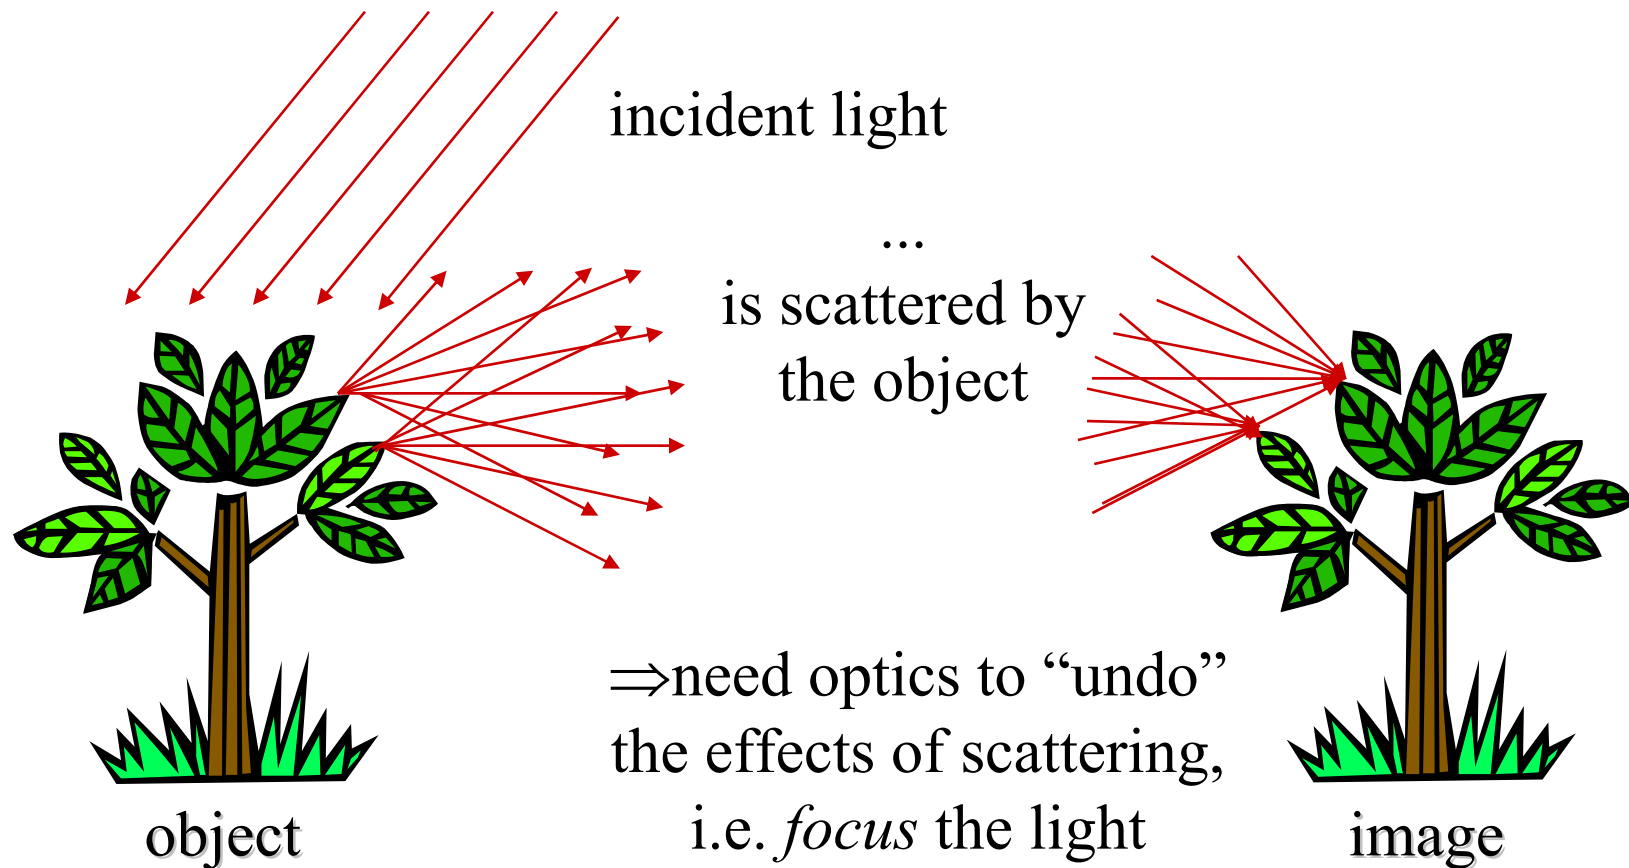 incident light
...
is scattered by
the object
⇒need optics to “undo”
the effects of scattering,
i.e. focus the light
object
image